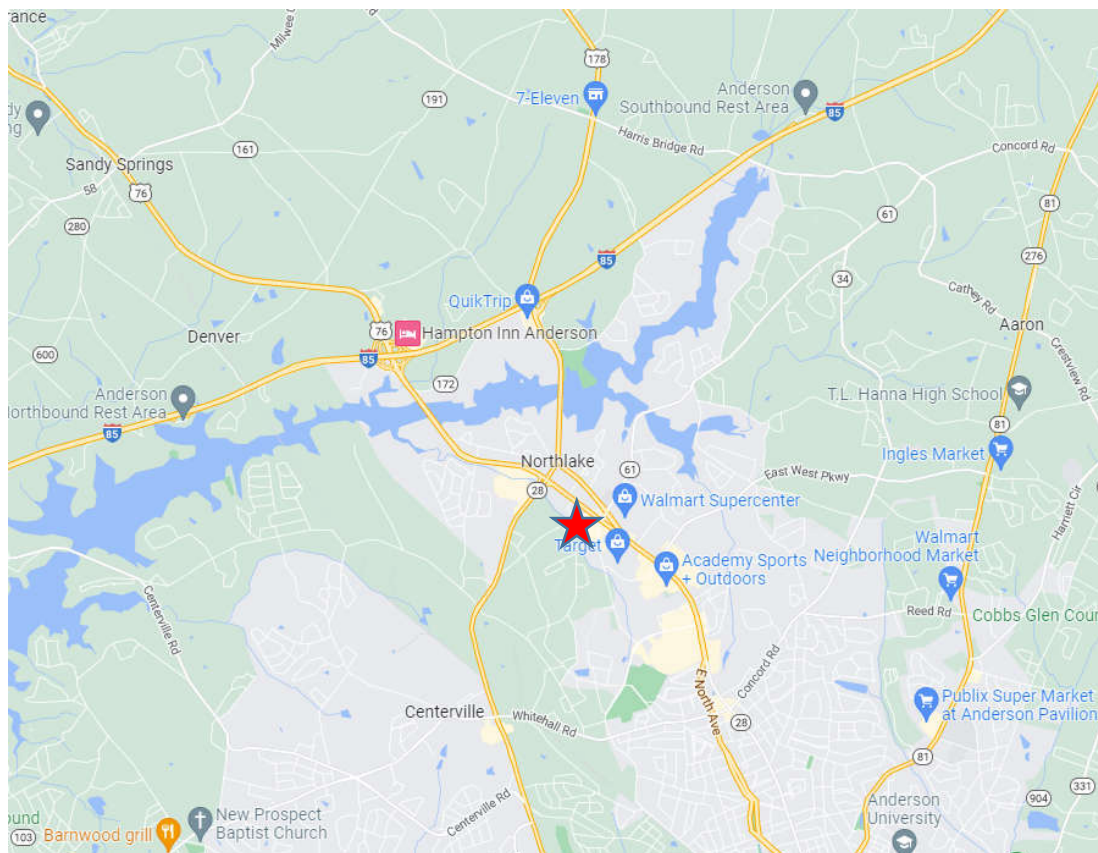 Milwee Cr
178
191
7-Eleven
Anderson
Southbound Rest Area
85
Harris Bridge Rd
Concord Rd
161
Sandy Springs
58
76
81
280
61
276
85
34
Cathey Rd
QuikTrip
Aaron
76
Hampton Inn Anderson
Denver
600
85
172
Crestview Rd
Anderson
Northbound Rest Area
T.L. Hanna High School
81
85
Ingles Market
Northlake
61
East West Pkwy
28
Walmart Supercenter
Harriett Cir
Target
Walmart
Neighborhood Market
Academy Sports
+ Outdoors
Centerville Rd
Reed Rd
Cobbs Glen Cour
Concord Rd
E North Ave
Publix Super Market
at Anderson Pavilion
Centerville
Whitehall Rd
28
81
331
Centerville Rd
904
Anderson
University
New Prospect
Baptist Church
103
Barnwood grill